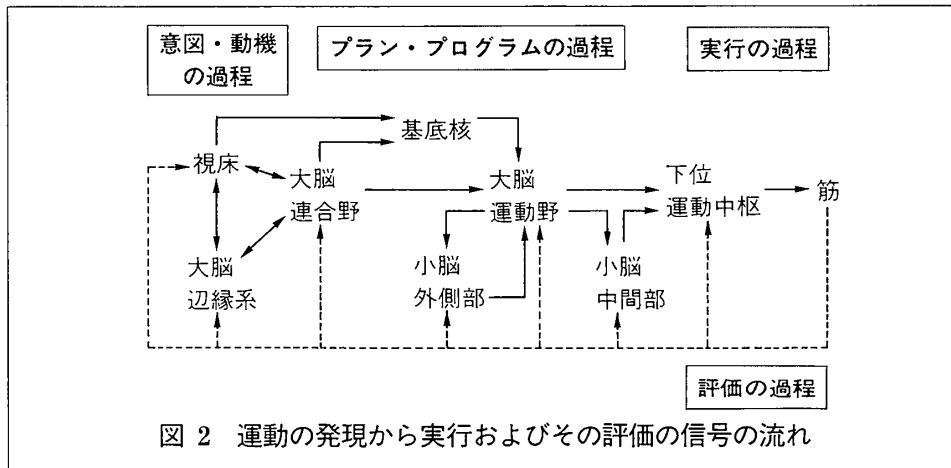 意図・動機
の過程
プラン・プログラムの過程
実行の過程
基底核
視床
大脳
連合野
大脳
運動野
下位
運動中枢
筋
大脳
辺縁系
小脳
外側部
小脳
中間部
評価の過程
図 2 運動の発現から実行およびその評価の信号の流れ